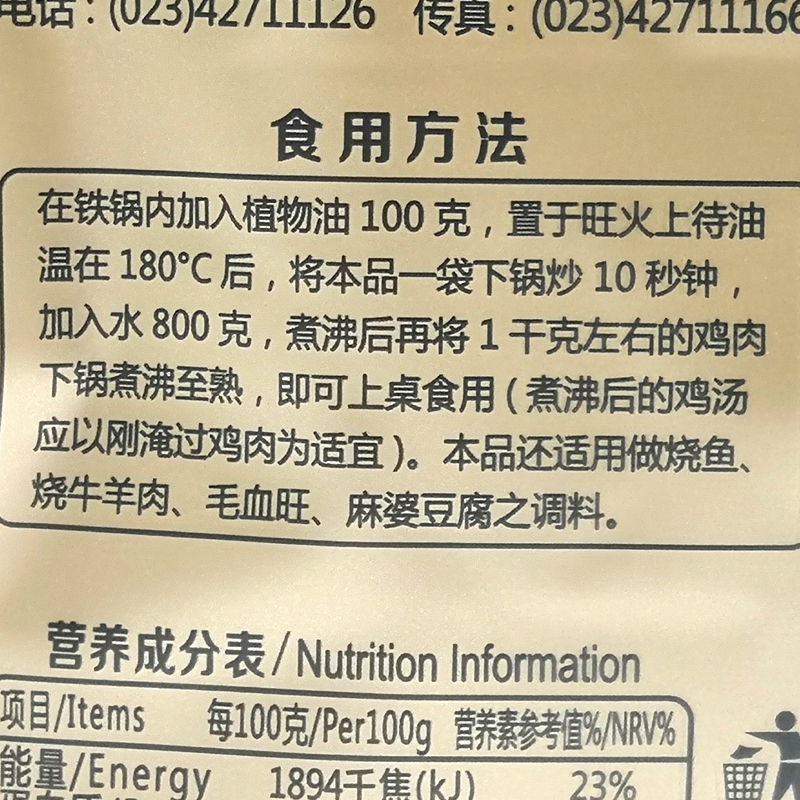 电话：(023)42711126 传真：(023)42711166
食用方法
在铁锅内加入植物油 100 克，置于旺火上待油
温在 180°C 后，将本品一袋下锅炒 10 秒钟，
加入水 800 克，煮沸后再将 1 千克左右的鸡肉
下锅煮沸至熟，即可上桌食用（煮沸后的鸡汤
应以刚淹过鸡肉为适宜）。本品还适用做烧鱼、
烧牛羊肉、毛血旺、麻婆豆腐之调料。
营养成分表/Nutrition Information
项目/Items 每100克/Per100g 营养素参考值%/NRV%
能量/Energy 1894千焦(kJ) 23%